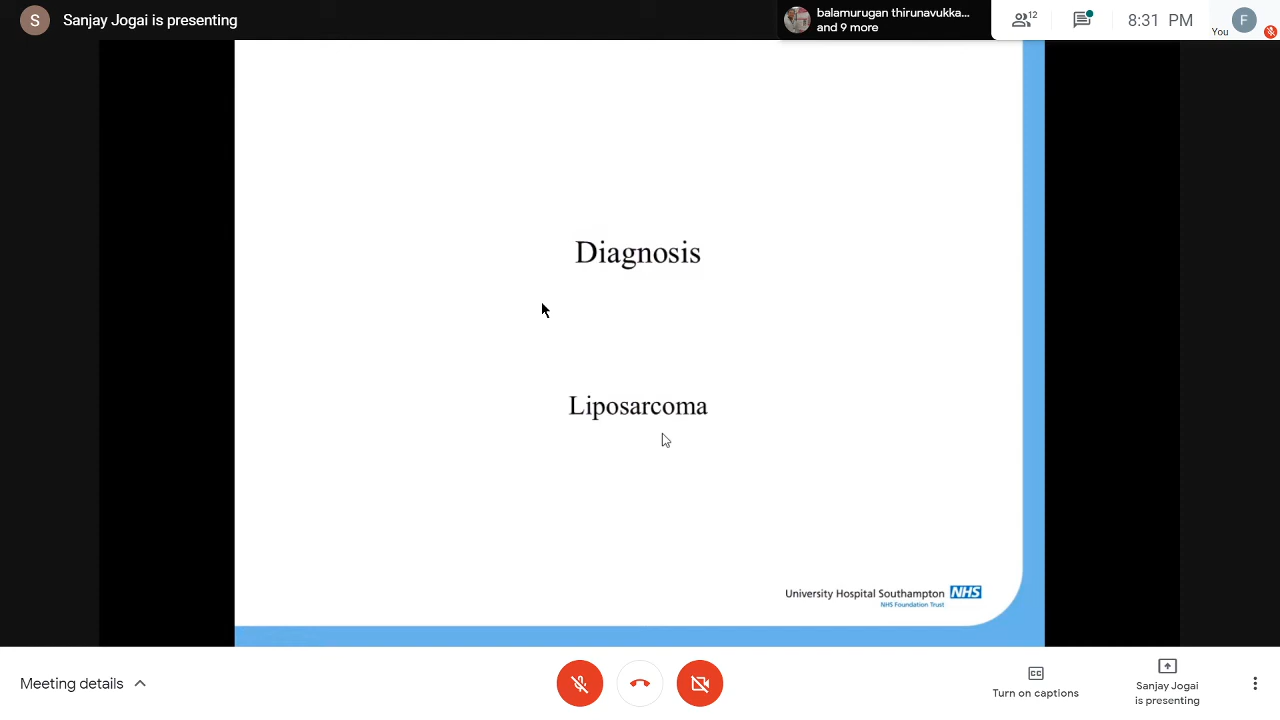 S
Sanjay Jogai is presenting
balamurugan thirunavukka...
and 9 more
12
8:31 PM
You
F
Diagnosis
Liposarcoma
University Hospital Southampton NHS
NHS Foundation Trust
Meeting details
CC
Turn on captions
Sanjay Jogai
is presenting